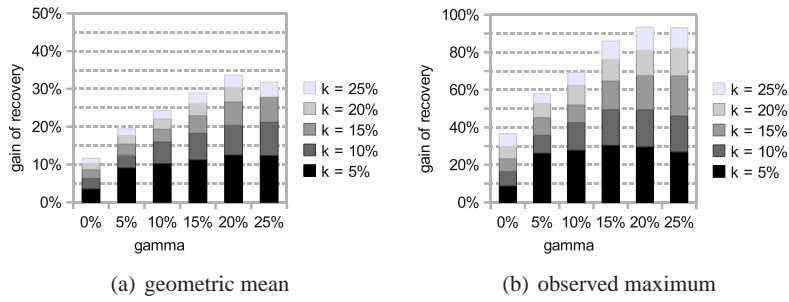 50%
40%
30%
20%
10%
0%
gain of recovery
0% 5% 10% 15% 20% 25%
gamma
k = 25%
k = 20%
k = 15%
k = 10%
k = 5%
(a) geometric mean
100%
80%
60%
40%
20%
0%
gain of recovery
0% 5% 10% 15% 20% 25%
gamma
k = 25%
k = 20%
k = 15%
k = 10%
k = 5%
(b) observed maximum